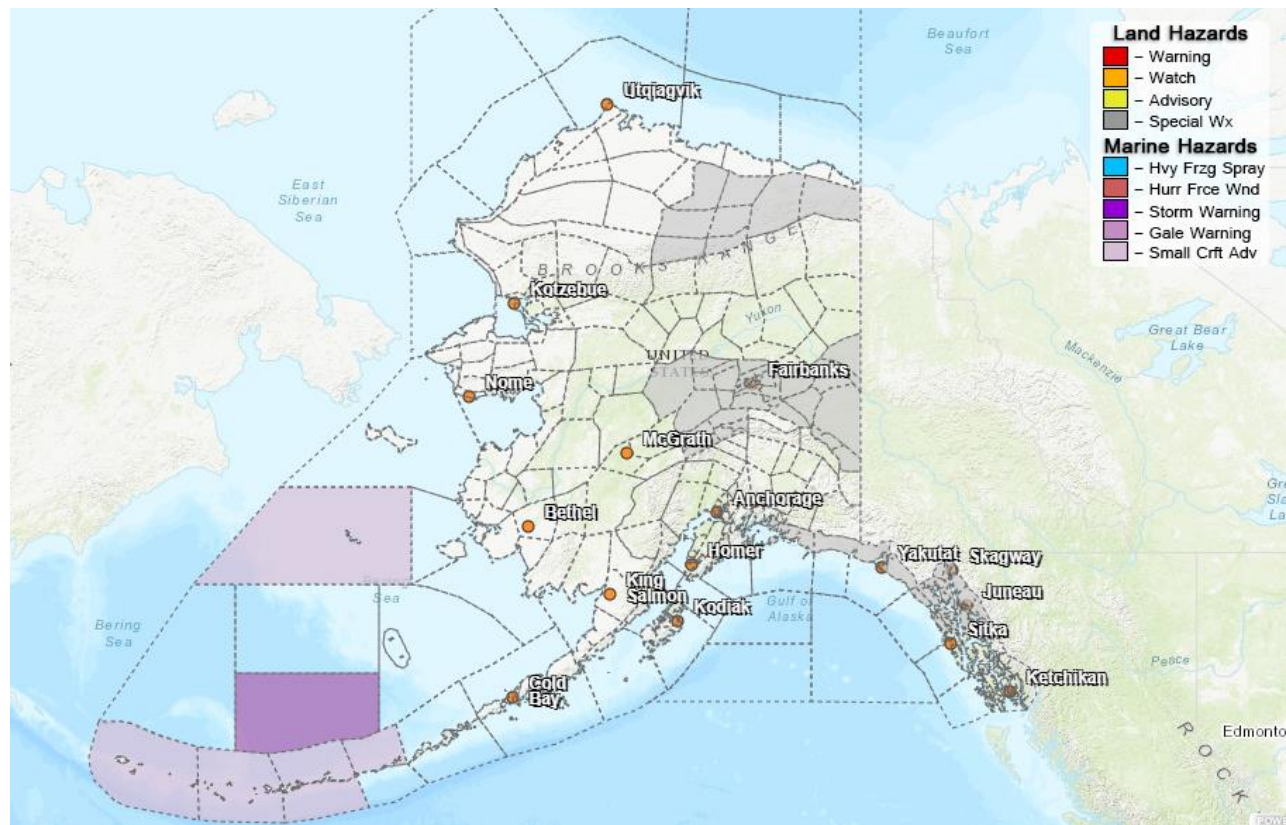 Beaufort
Sea
Land Hazards
– Warning
– Watch
– Advisory
– Special Wx
Marine Hazards
– Hvy Frzg Spray
– Hurr Frce Wnd
– Storm Warning
– Gale Warning
– Small Crft Adv
Utqiagvik
East
Siberian
Sea
BROOKS RANGE
Kotzebue
Yukon
Great Bear
Lake
Mackenzie
UNITED
STATES
Fairbanks
Nome
McGrath
Anchorage
Bethel
Homer
Yakutat
Skagway
King
Salmon
Juneau
Kodiak
Gulf of
Alaska
Sea
Bering
Sea
Sitka
Peace
Ketchikan
Cold
Bay
Edmonto
ROCK